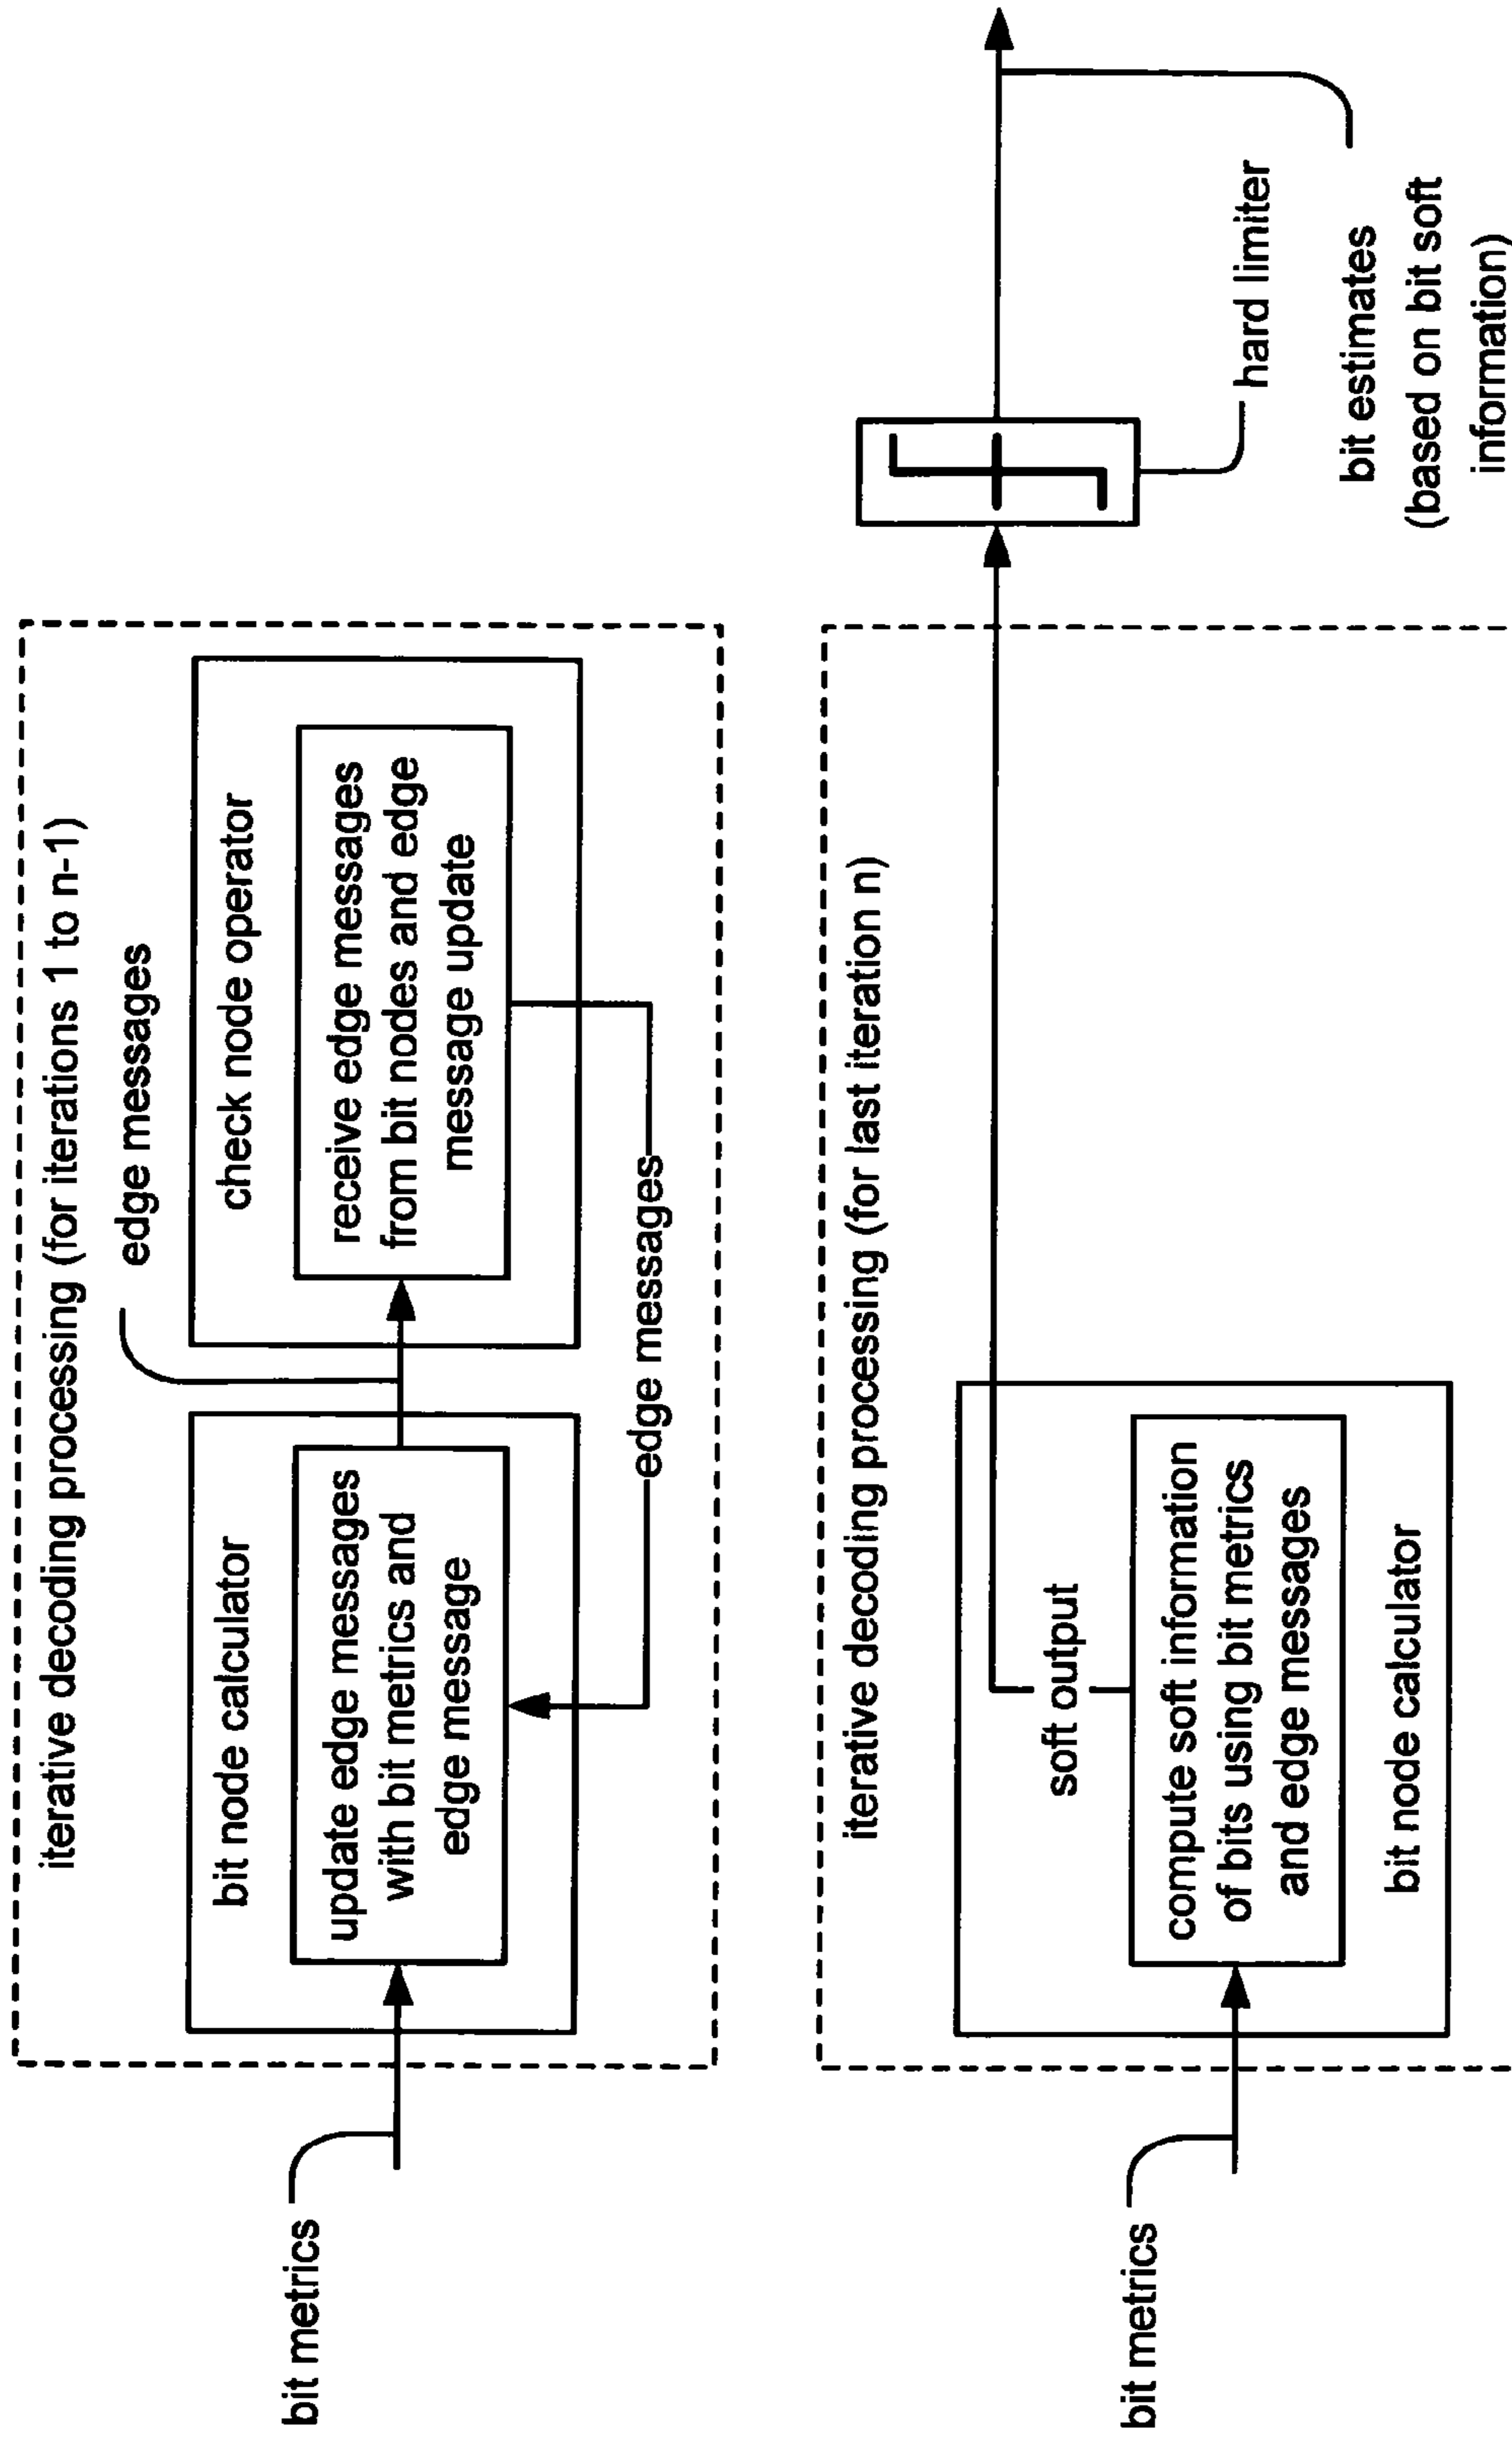 iterative decoding processing (for iterations 1 to n-1)
edge messages
bit node calculator
check node operator
bit metrics
update edge messages
with bit metrics and
edge message
receive edge messages
from bit nodes and edge
message update
edge messages
iterative decoding processing (for last iteration n)
soft output
bit metrics
compute soft information
of bits using bit metrics
and edge messages
bit node calculator
hard limiter
bit estimates
(based on bit soft
information)